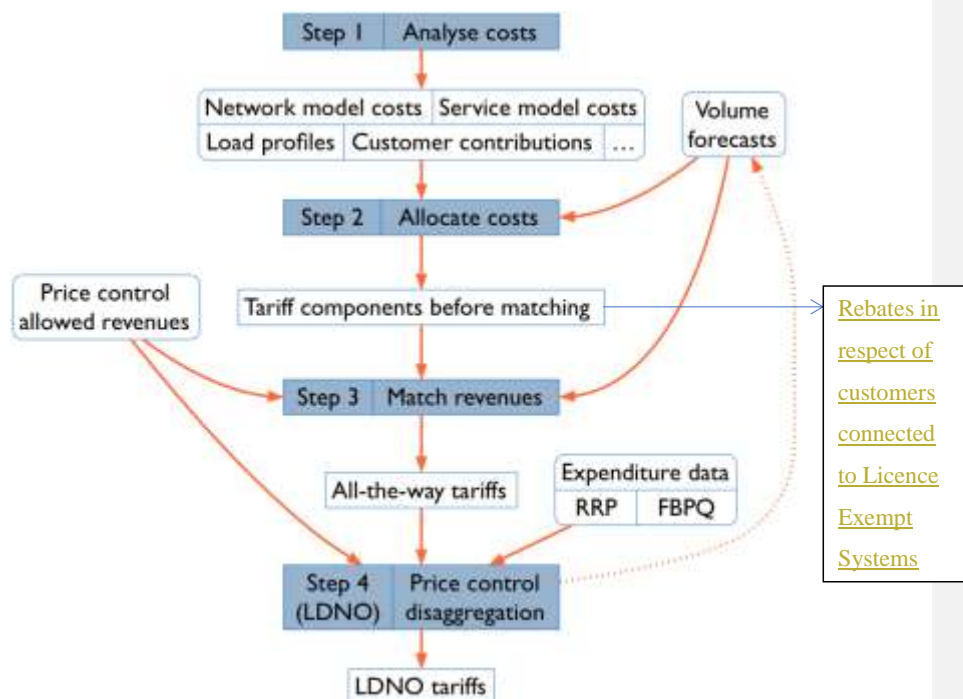 Step 1 Analyse costs
Network model costs Service model costs
Load profiles Customer contributions ...
Volume
forecasts
Step 2 Allocate costs
Price control
allowed revenues
Tariff components before matching
Rebates in
respect of
customers
connected
to Licence
Exempt
Systems
Step 3 Match revenues
All-the-way tariffs
Expenditure data
RRP FBPQ
Step 4 Price control
(LDNO) disaggregation
LDNO tariffs